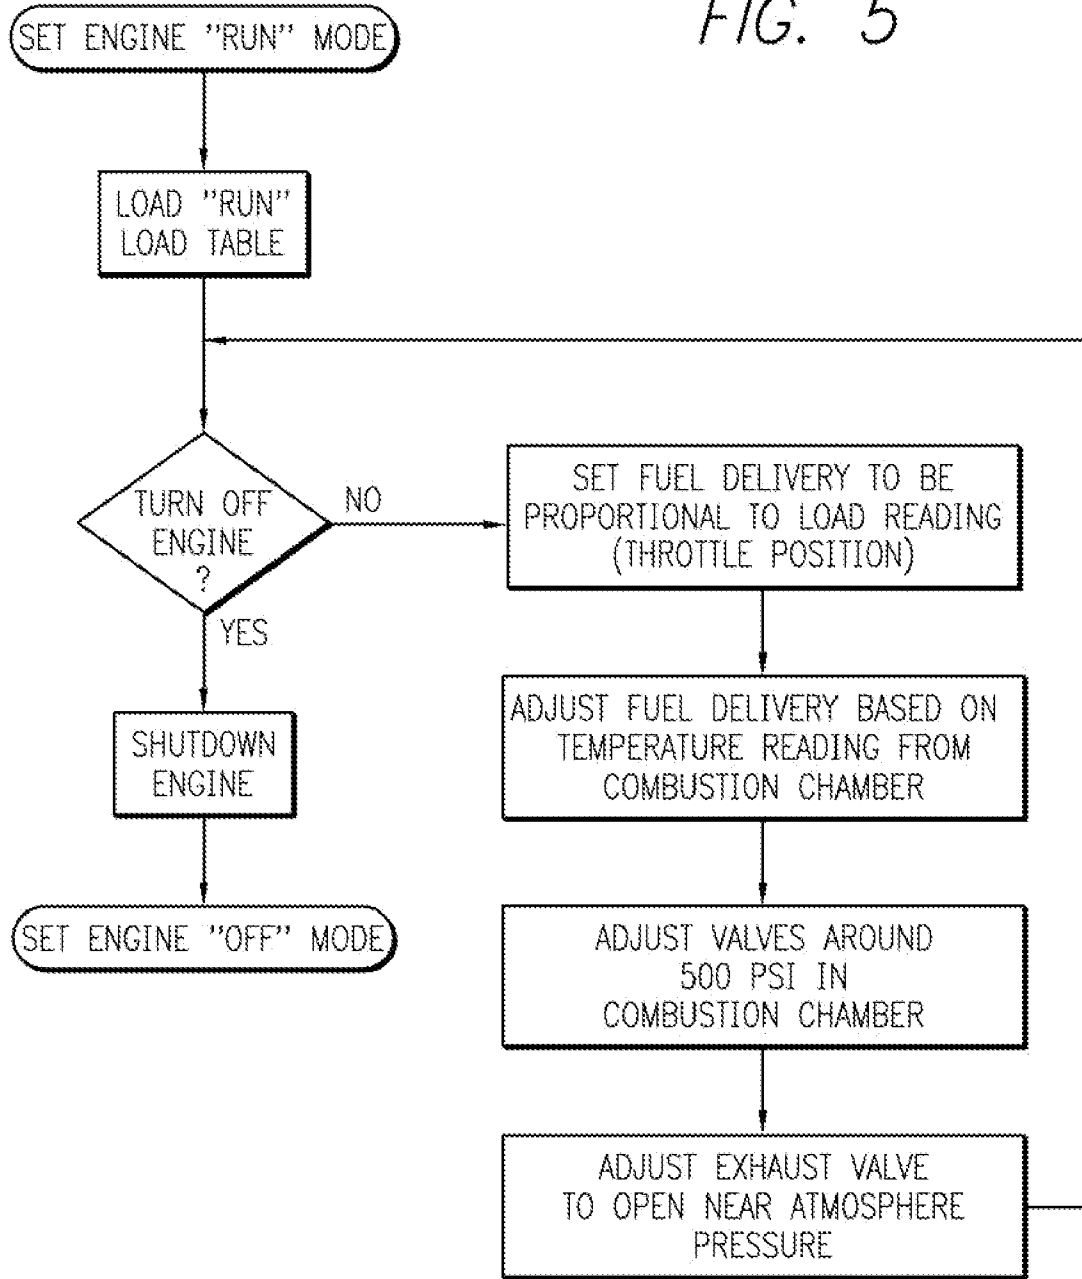 FIG. 5
SET ENGINE "RUN" MODE
LOAD "RUN"
LOAD TABLE
TURN OFF
ENGINE
?
NO
YES
SHUTDOWN
ENGINE
SET ENGINE "OFF" MODE
SET FUEL DELIVERY TO BE
PROPORTIONAL TO LOAD READING
(THROTTLE POSITION)
ADJUST FUEL DELIVERY BASED ON
TEMPERATURE READING FROM
COMBUSTION CHAMBER
ADJUST VALVES AROUND
500 PSI IN
COMBUSTION CHAMBER
ADJUST EXHAUST VALVE
TO OPEN NEAR ATMOSPHERE
PRESSURE